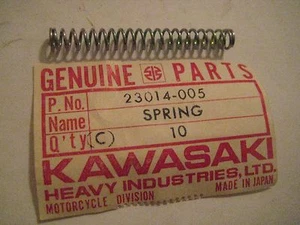 GENUINE PARTS
P. No. 23014-005
Name SPRING
Q'ty (C) 10
KAWASAKI
HEAVY INDUSTRIES, LTD.
MOTORCYCLE DIVISION MADE IN JAPAN